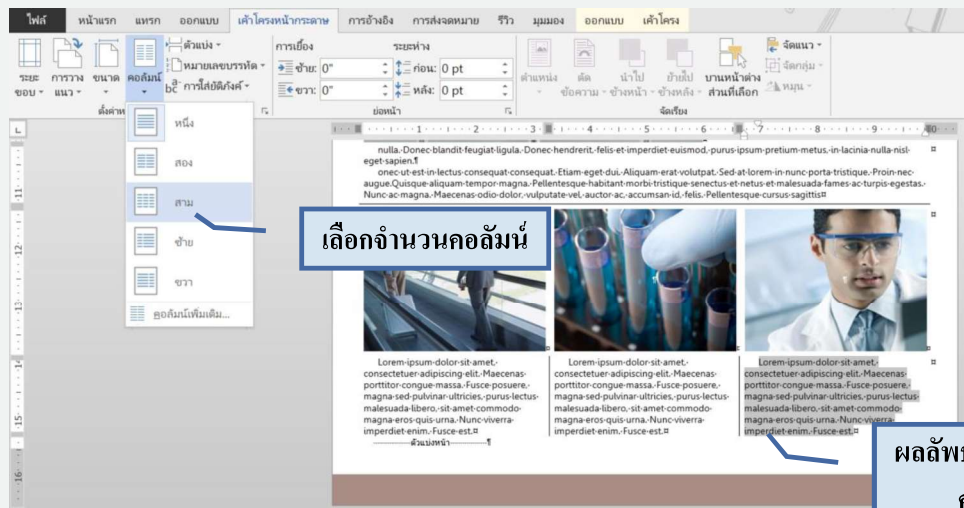 ไฟล์ หน้าแรก แทรก ออกแบบ เค้าโครงหน้ากระดาษ การอ้างอิง การส่งจดหมาย รีวิว มุมมอง ออกแบบ เค้าโครง
ระยะขอบ การวางแนว ขนาด คอลัมน์
ตัวแบ่ง
หมายเลขบรรทัด
bc การใส่ยัติภังค์
ตั้งค่าห
การเยื้อง ระยะห่าง
ซ้าย: 0" ก่อน: 0 pt
ขวา: 0" หลัง: 0 pt
ย่อหน้า
ตำแหน่ง ตัดข้อความ นำไปข้างหน้า ย้ายไปข้างหลัง บานหน้าต่างส่วนที่เลือก
จัดแนว
จัดกลุ่ม
หมุน
จัดเรียง
หนึ่ง
สอง
สาม
ซ้าย
ขวา
คอลัมน์เพิ่มเติม...
1 2 3 4 5 6 7 8 9 10
11
12
13
14
15
16
nulla. Donec blandit feugiat ligula. Donec hendrerit, felis et imperdiet euismod, purus ipsum pretium metus, in lacinia nulla nisl
eget sapien.¶
onec ut est in lectus consequat consequat. Etiam eget dui. Aliquam erat volutpat. Sed at lorem in nunc porta tristique. Proin nec
augue. Quisque aliquam tempor magna. Pellentesque habitant morbi tristique senectus et netus et malesuada fames ac turpis egestas.
Nunc ac magna. Maecenas odio dolor, vulputate vel, auctor ac, accumsan id, felis. Pellentesque cursus sagittis¤
เลือกจำนวนคอลัมน์
Lorem ipsum dolor sit amet,
consectetuer adipiscing elit. Maecenas
porttitor congue massa. Fusce posuere,
magna sed pulvinar ultricies, purus lectus
malesuada libero, sit amet commodo
magna eros quis urna. Nunc viverra
imperdiet enim. Fusce est.¤
ตัวแบ่งหน้า¶
Lorem ipsum dolor sit amet,
consectetuer adipiscing elit. Maecenas
porttitor congue massa. Fusce posuere,
magna sed pulvinar ultricies, purus lectus
malesuada libero, sit amet commodo
magna eros quis urna. Nunc viverra
imperdiet enim. Fusce est.¤
Lorem ipsum dolor sit amet,
consectetuer adipiscing elit. Maecenas
porttitor congue massa. Fusce posuere,
magna sed pulvinar ultricies, purus lectus
malesuada libero, sit amet commodo
magna eros quis urna. Nunc viverra
imperdiet enim. Fusce est.¤